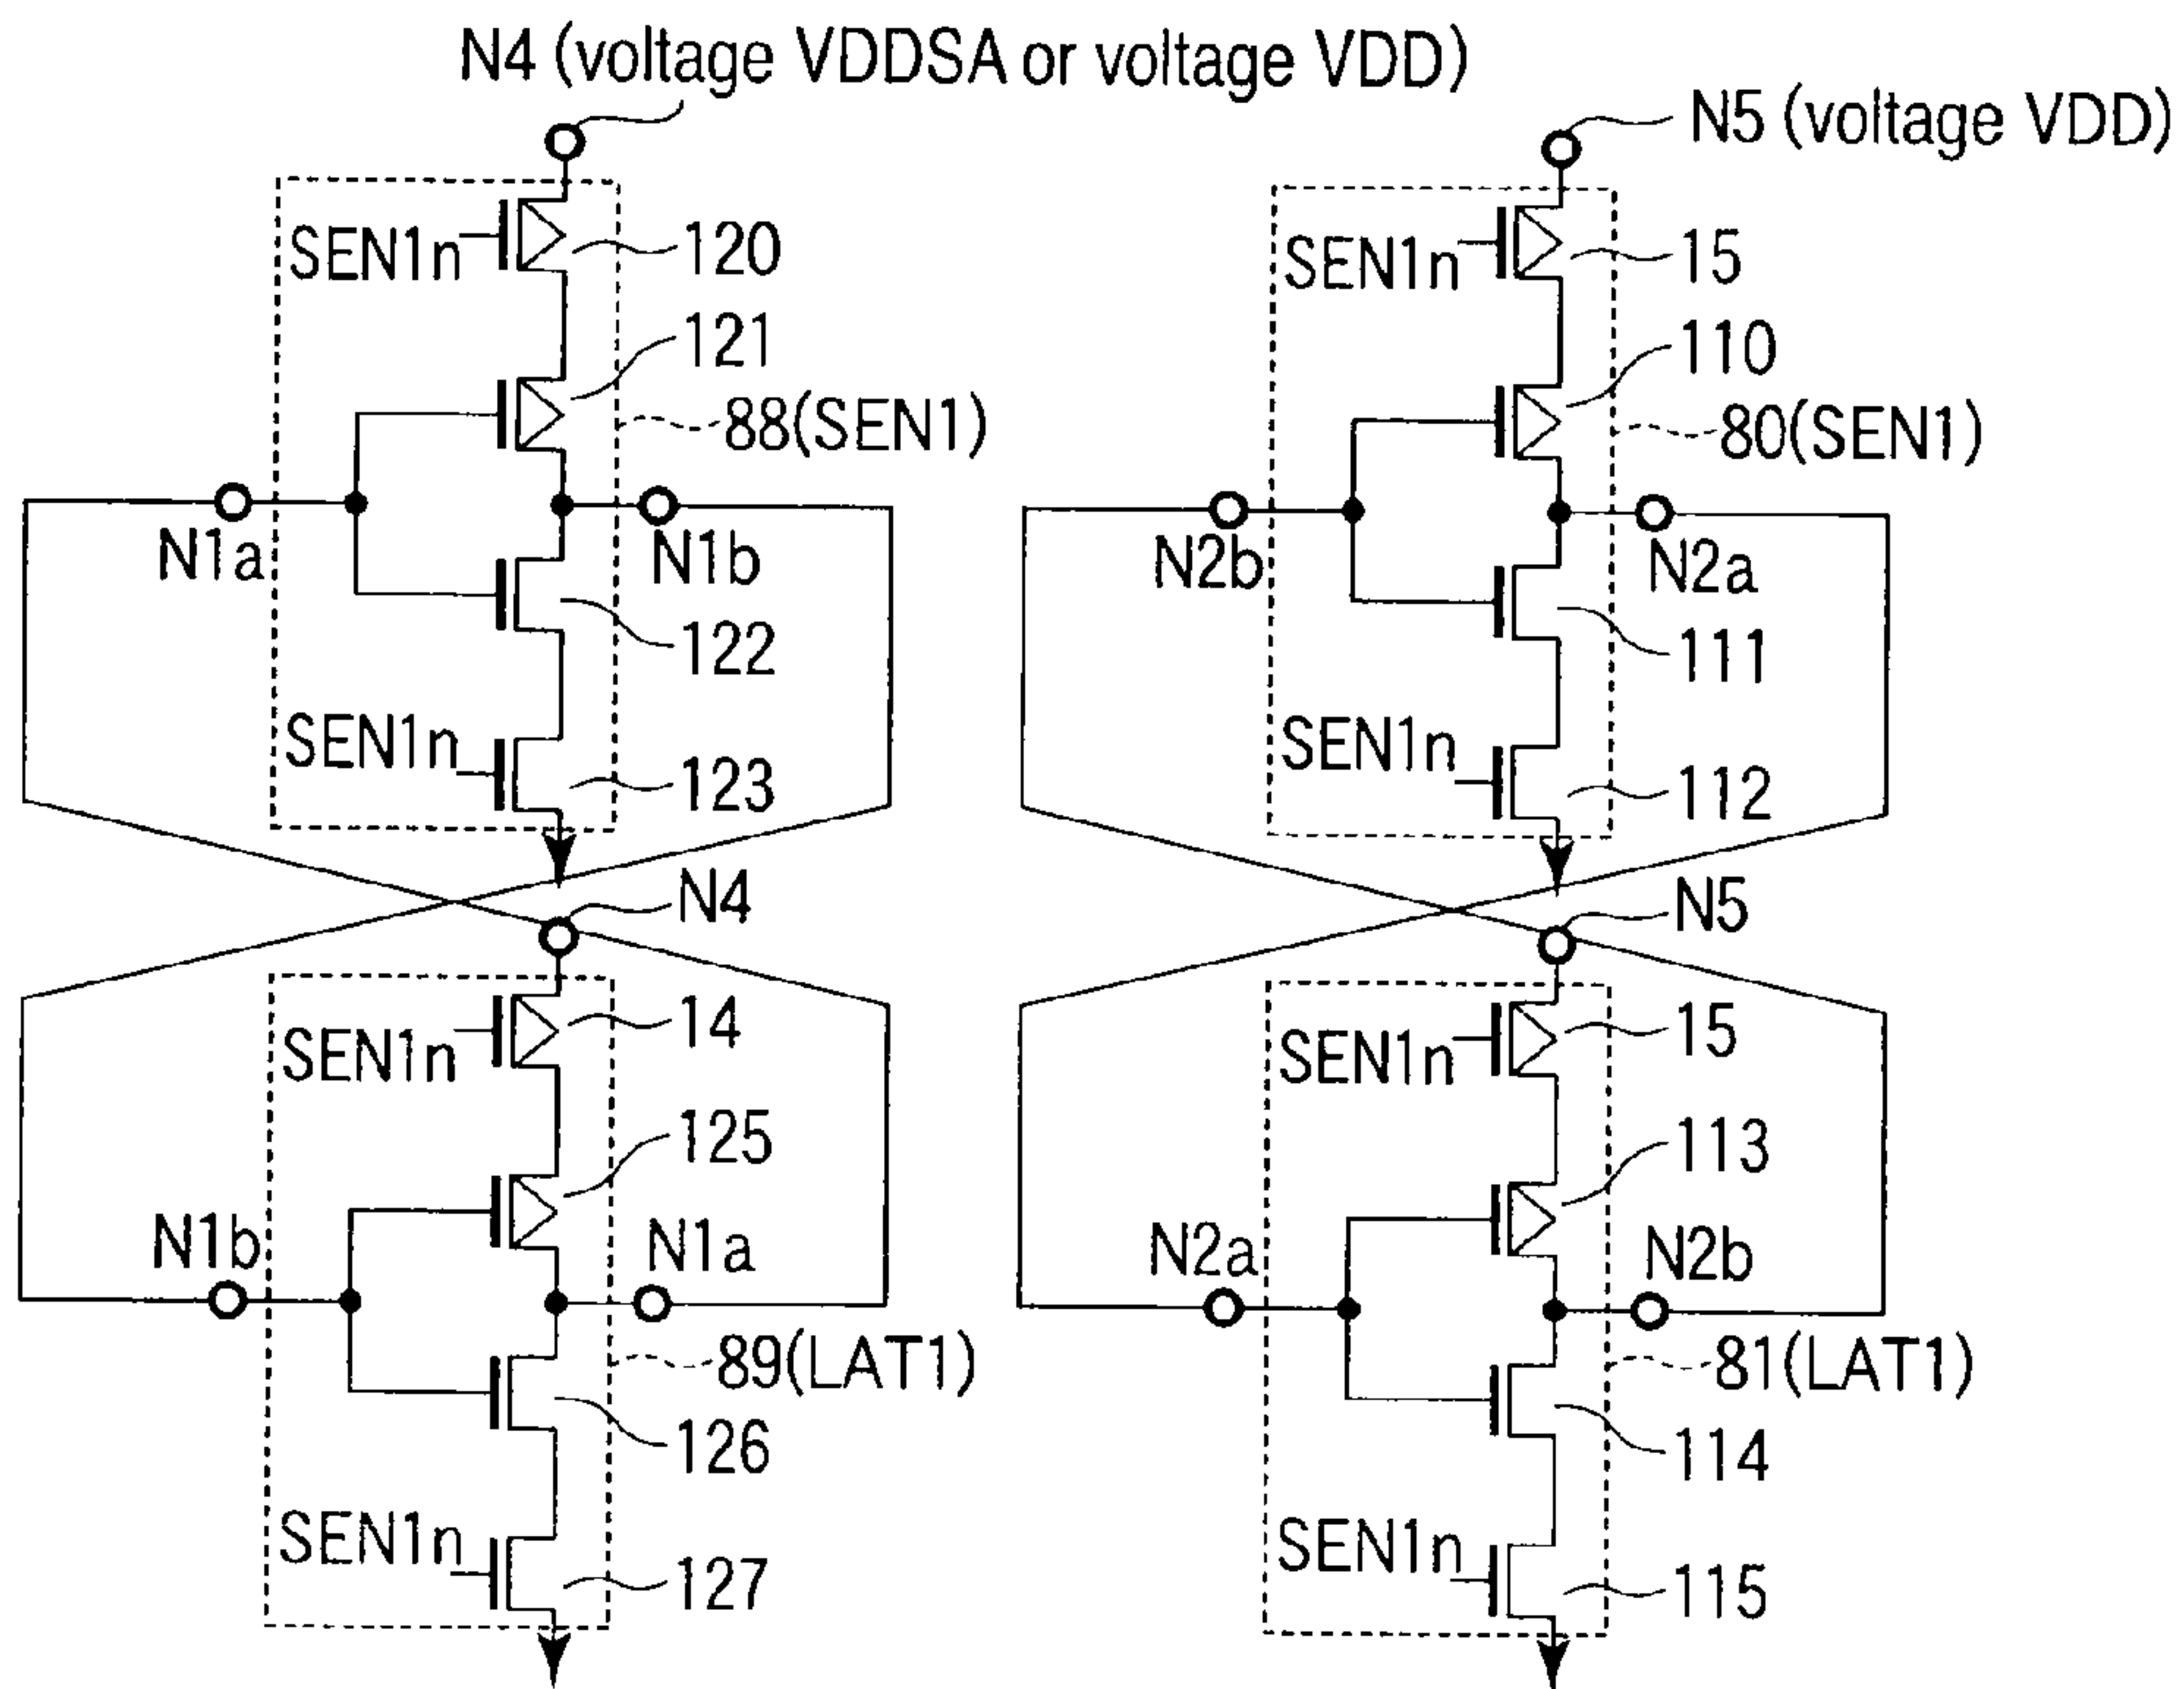 N4 (voltage VDDSA or voltage VDD)
N5 (voltage VDD)
SEN1n
120
121
88(SEN1)
N1a
N1b
122
SEN1n
123
SEN1n
15
110
80(SEN1)
N2b
N2a
111
SEN1n
112
N4
SEN1n
14
125
N1b
N1a
89(LAT1)
126
SEN1n
127
N5
SEN1n
15
113
N2a
N2b
81(LAT1)
114
SEN1n
115